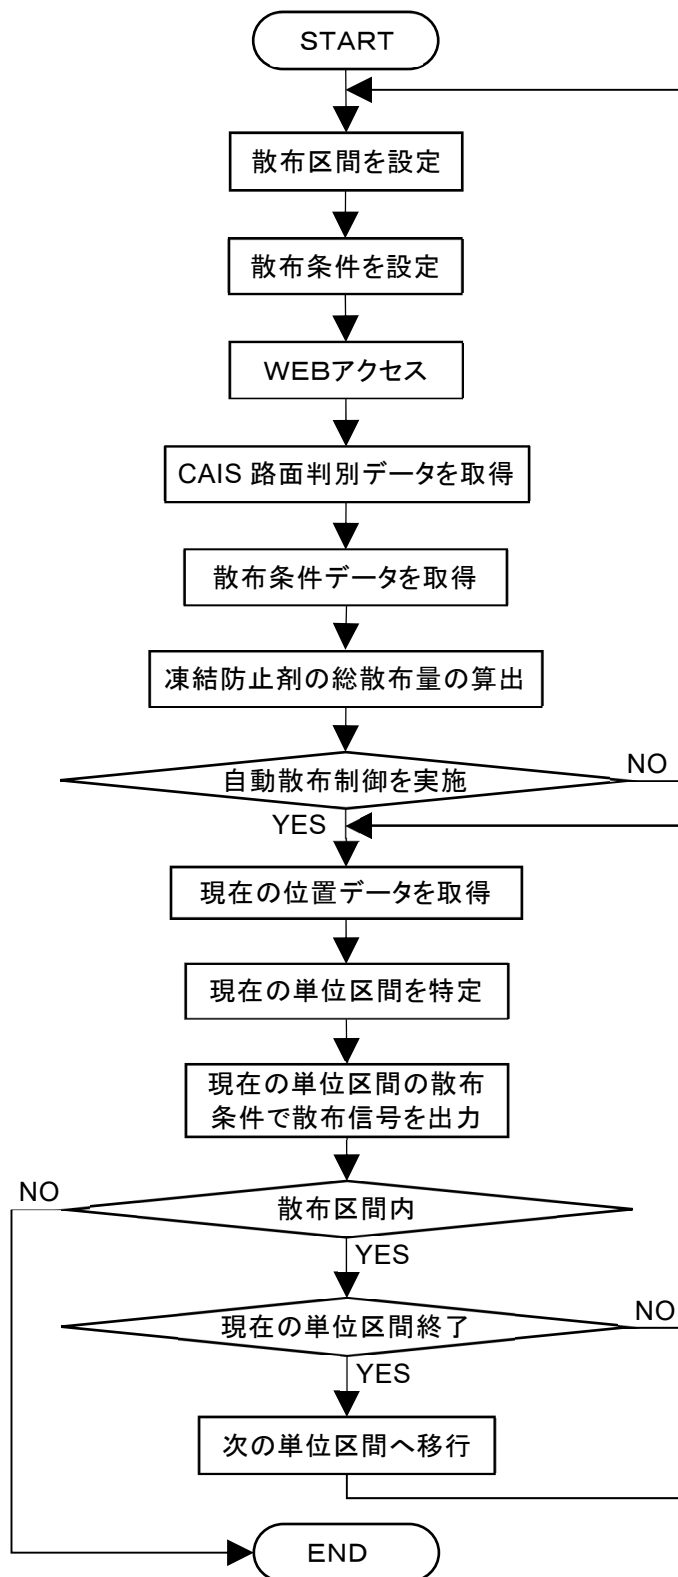 START
散布区間を設定
散布条件を設定
WEBアクセス
CAIS 路面判別データを取得
散布条件データを取得
凍結防止剤の総散布量の算出
自動散布制御を実施
NO
YES
現在の位置データを取得
現在の単位区間を特定
現在の単位区間の散布
条件で散布信号を出力
NO
散布区間内
YES
現在の単位区間終了
NO
YES
次の単位区間へ移行
END